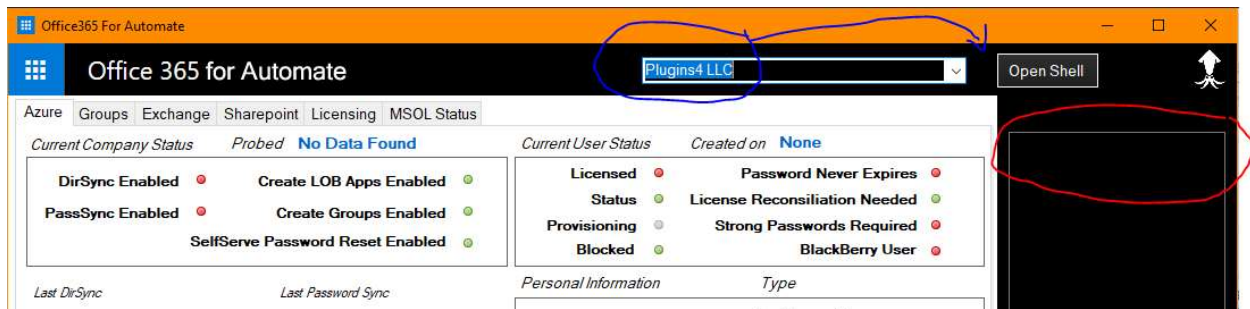 Office365 For Automate
Office 365 for Automate
Plugins4 LLC
Open Shell
Azure Groups Exchange Sharepoint Licensing MSOL Status
Current Company Status Probed No Data Found
DirSync Enabled Create LOB Apps Enabled
PassSync Enabled Create Groups Enabled
SelfServe Password Reset Enabled
Last DirSync Last Password Sync
Current User Status Created on None
Licensed Password Never Expires
Status License Reconsiliation Needed
Provisioning Strong Passwords Required
Blocked BlackBerry User
Personal Information Type